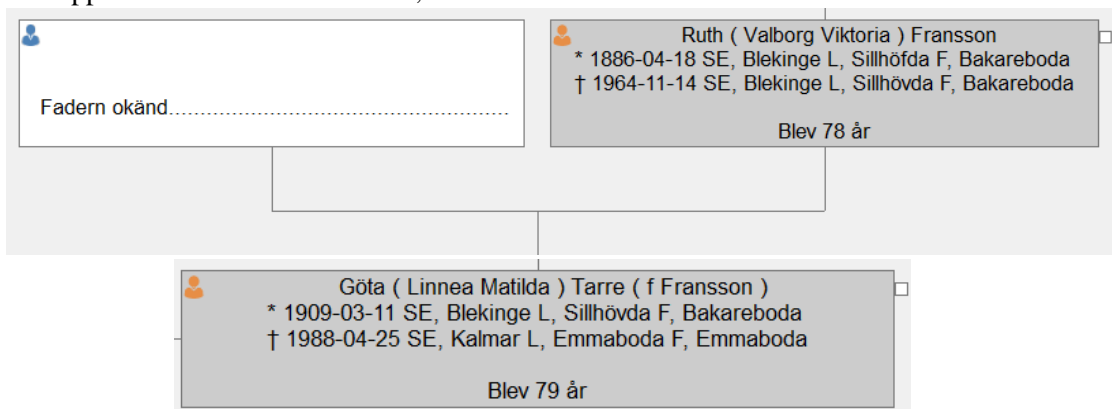 Fadern okänd......................................................
Ruth ( Valborg Viktoria ) Fransson
* 1886-04-18 SE, Blekinge L, Sillhöfda F, Bakareboda
† 1964-11-14 SE, Blekinge L, Sillhövda F, Bakareboda
Blev 78 år
Göta ( Linnea Matilda ) Tarre ( f Fransson )
* 1909-03-11 SE, Blekinge L, Sillhövda F, Bakareboda
† 1988-04-25 SE, Kalmar L, Emmaboda F, Emmaboda
Blev 79 år